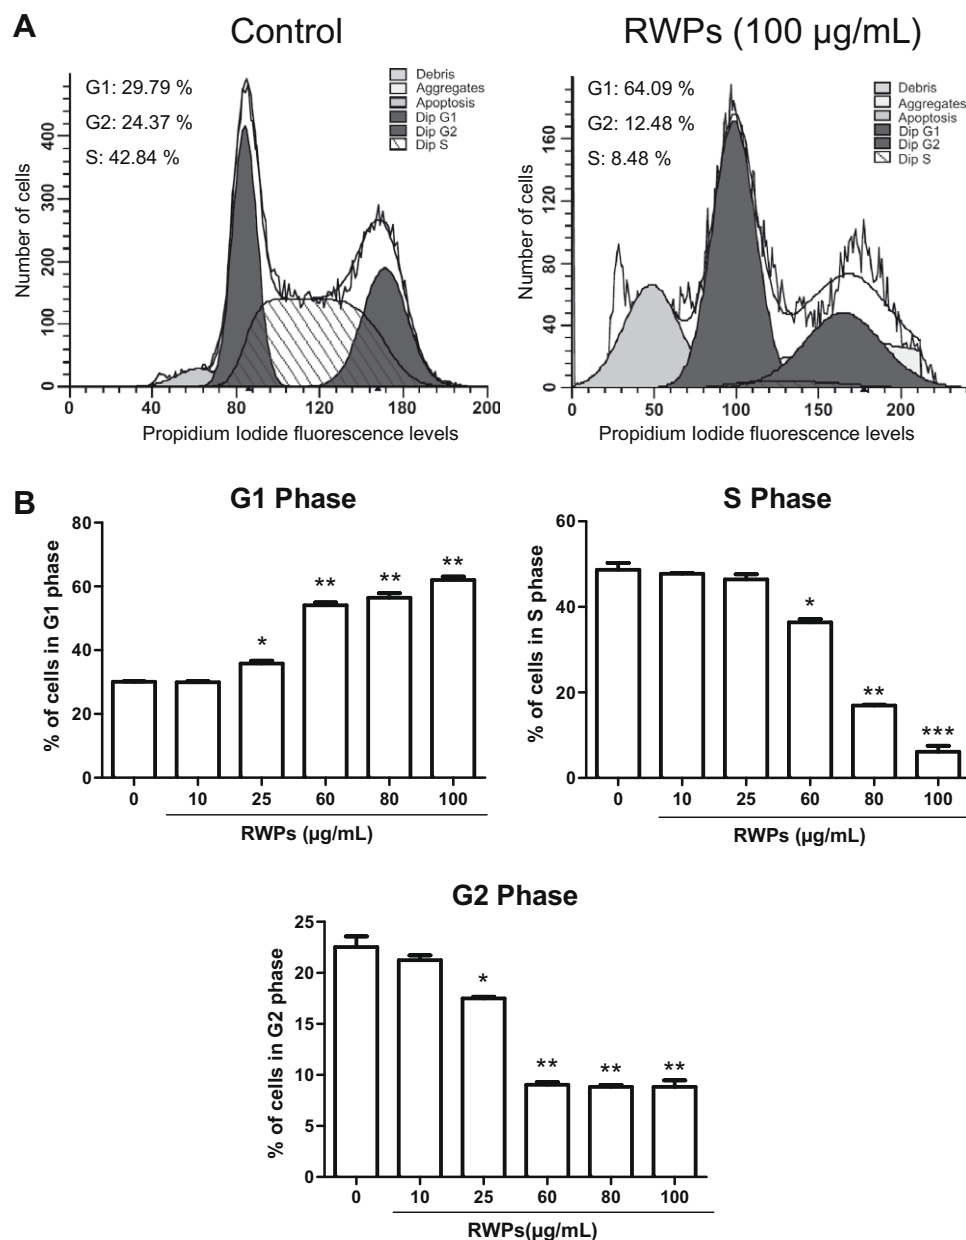 A
Control
RWPs (100 µg/mL)
G1: 29.79 %
G2: 24.37 %
S: 42.84 %
Debris
Aggregates
Apoptosis
Dip G1
Dip G2
Dip S
Number of cells
400
300
200
100
0
0 40 80 120 180 200
Propidium Iodide fluorescence levels
G1: 64.09 %
G2: 12.48 %
S: 8.48 %
Debris
Aggregates
Apoptosis
Dip G1
Dip G2
Dip S
Number of cells
160
120
80
40
0
0 50 100 150 200
Propidium Iodide fluorescence levels
B
G1 Phase
% of cells in G1 phase
80
60
40
20
0
* ** ** **
0 10 25 60 80 100
RWPs (µg/mL)
S Phase
% of cells in S phase
60
40
20
0
* ** ***
0 10 25 60 80 100
RWPs (µg/mL)
G2 Phase
% of cells in G2 phase
25
20
15
10
5
0
* ** ** **
0 10 25 60 80 100
RWPs(µg/mL)